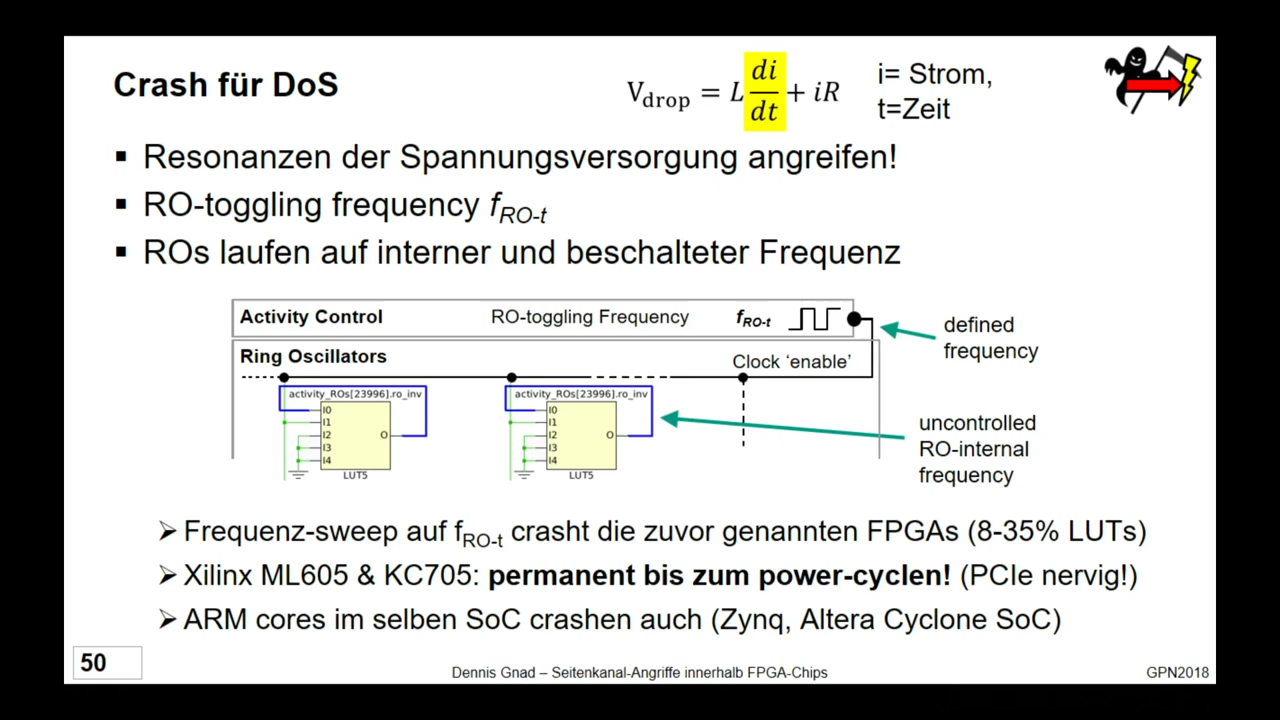 Crash für DoS
V_drop = L di/dt + iR
i= Strom,
t=Zeit
▪ Resonanzen der Spannungsversorgung angreifen!
▪ RO-toggling frequency f_RO-t
▪ ROs laufen auf interner und beschalteter Frequenz
Activity Control RO-toggling Frequency f_RO-t
defined
frequency
Ring Oscillators Clock ‘enable’
activity_ROs[23996].ro_inv
I0
I1
I2
I3
I4
O
LUT5
activity_ROs[23996].ro_inv
I0
I1
I2
I3
I4
O
LUT5
uncontrolled
RO-internal
frequency
➢ Frequenz-sweep auf f_RO-t crasht die zuvor genannten FPGAs (8-35% LUTs)
➢ Xilinx ML605 & KC705: permanent bis zum power-cyclen! (PCIe nervig!)
➢ ARM cores im selben SoC crashen auch (Zynq, Altera Cyclone SoC)
50
Dennis Gnad – Seitenkanal-Angriffe innerhalb FPGA-Chips
GPN2018